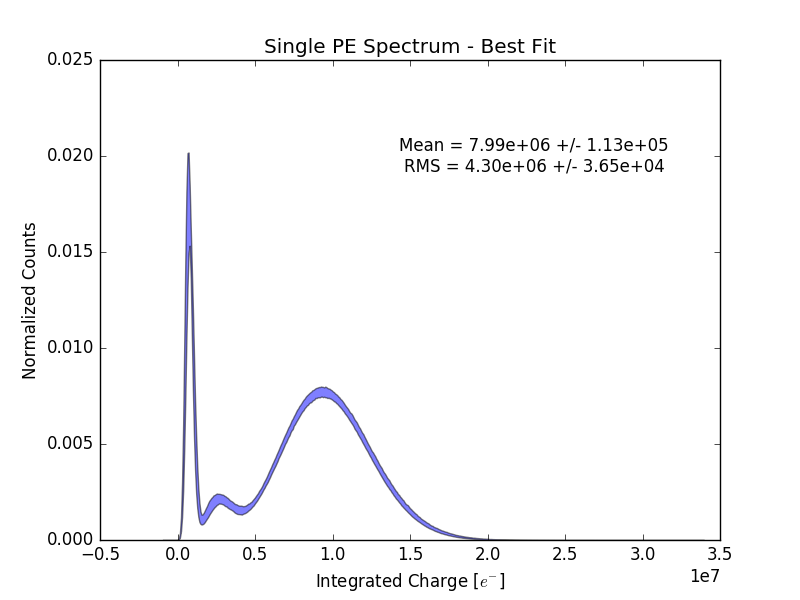 Single PE Spectrum - Best Fit
0.025
0.020
0.015
0.010
0.005
0.000
Normalized Counts
Mean = 7.99e+06 +/- 1.13e+05
RMS = 4.30e+06 +/- 3.65e+04
−0.5 0.0 0.5 1.0 1.5 2.0 2.5 3.0 3.5
1e7
Integrated Charge [e⁻]